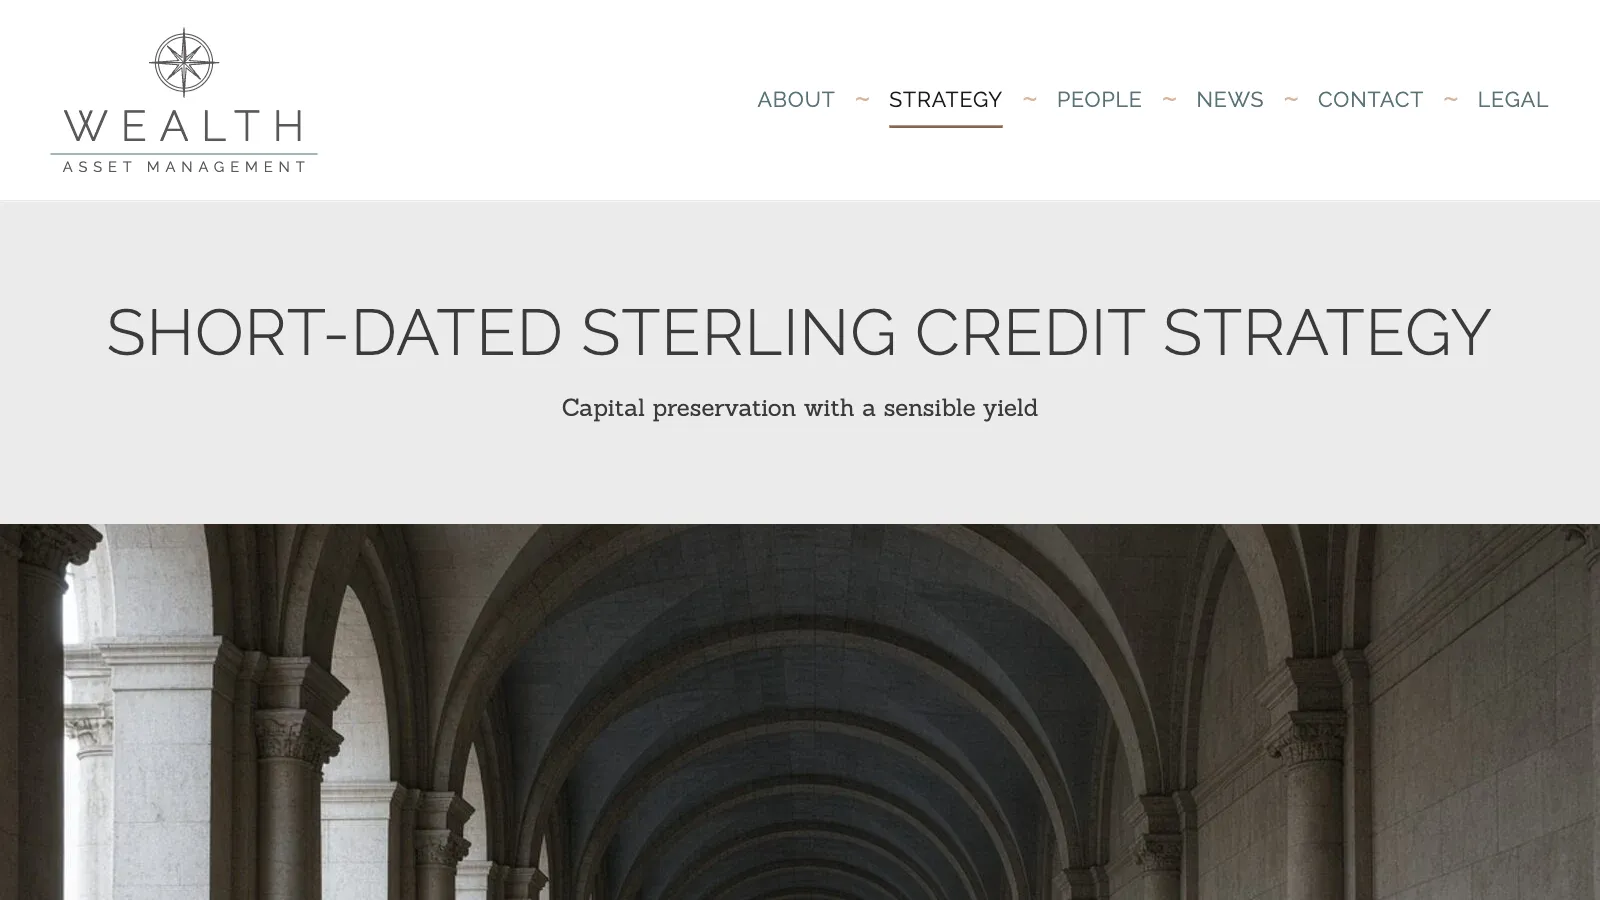 WEALTH
ASSET MANAGEMENT
ABOUT ~ STRATEGY ~ PEOPLE ~ NEWS ~ CONTACT ~ LEGAL
SHORT-DATED STERLING CREDIT STRATEGY
Capital preservation with a sensible yield